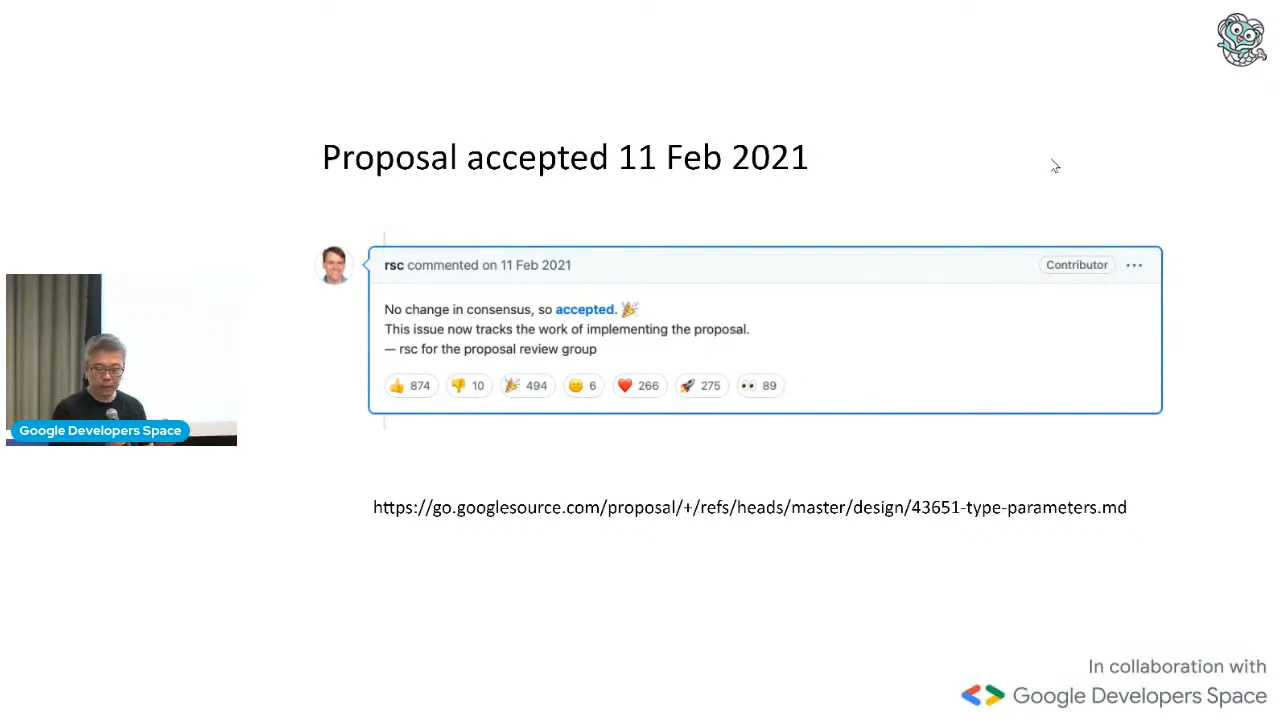 Proposal accepted 11 Feb 2021
rsc commented on 11 Feb 2021
Contributor
No change in consensus, so accepted. 🎉
This issue now tracks the work of implementing the proposal.
— rsc for the proposal review group
👍 874 👎 10 🎉 494 😕 6 ❤️ 266 🚀 275 👀 89
Google Developers Space
https://go.googlesource.com/proposal/+/refs/heads/master/design/43651-type-parameters.md
In collaboration with
Google Developers Space